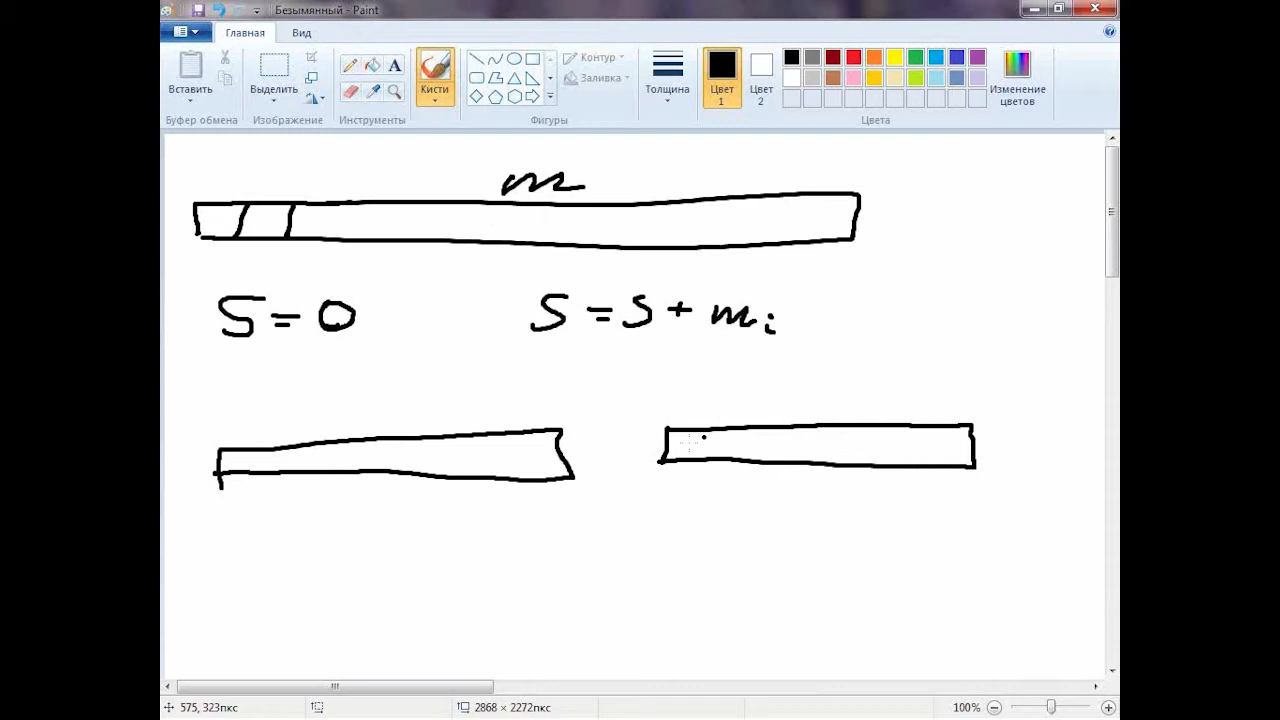 Безымянный - Paint
Главная Вид
Вставить Выделить Кисти Контур Заливка Толщина Цвет 1 Цвет 2 Изменение цветов
Буфер обмена Изображение Инструменты Фигуры Цвета
m
S = 0 S = S + mi
575, 323пкс 2868 × 2272пкс 100%